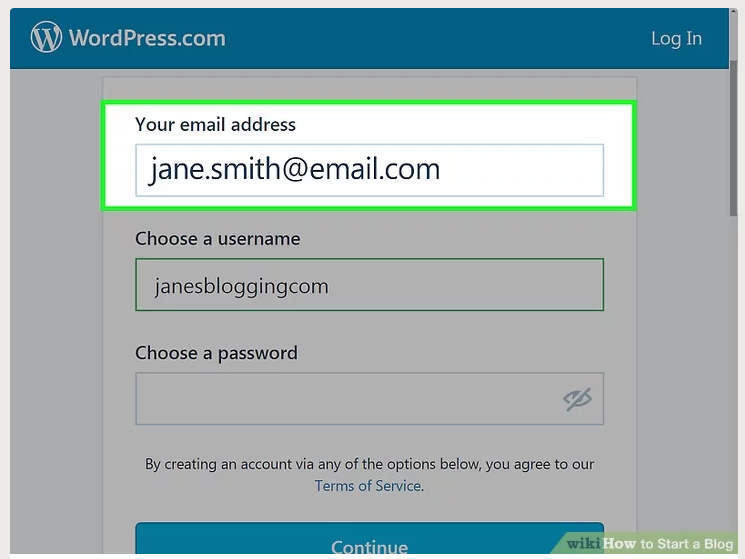 WordPress.com
Log In
Your email address
jane.smith@email.com
Choose a username
janesbloggingcom
Choose a password
By creating an account via any of the options below, you agree to our
Terms of Service.
Continue
wikiHow to Start a Blog